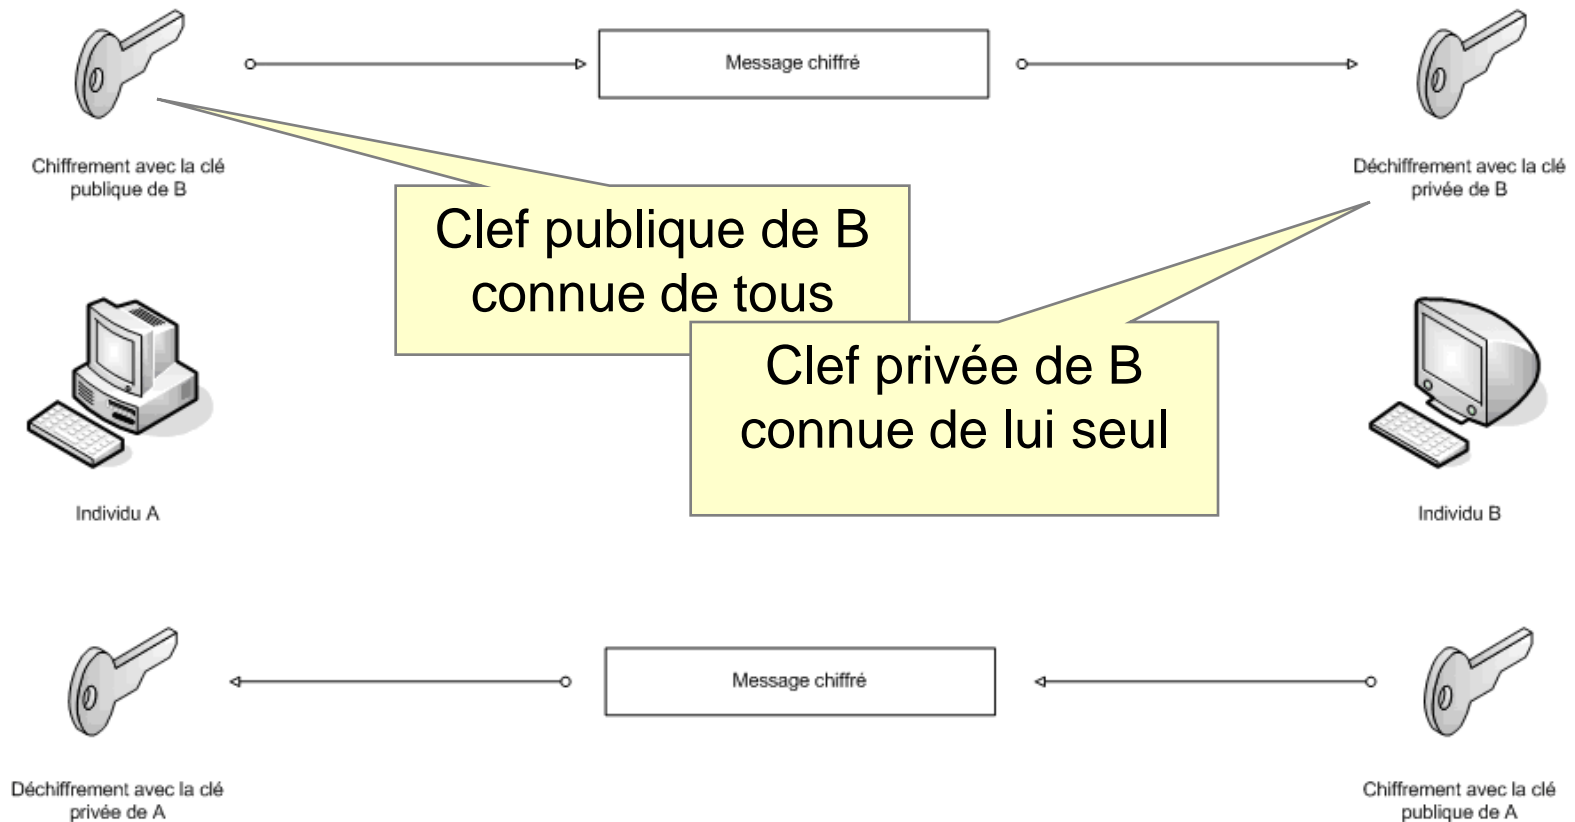 Message chiffré
Chiffrement avec la clé
publique de B
Déchiffrement avec la clé
privée de B
Clef publique de B
connue de tous
Clef privée de B
connue de lui seul
Individu A
Individu B
Message chiffré
Déchiffrement avec la clé
privée de A
Chiffrement avec la clé
publique de A